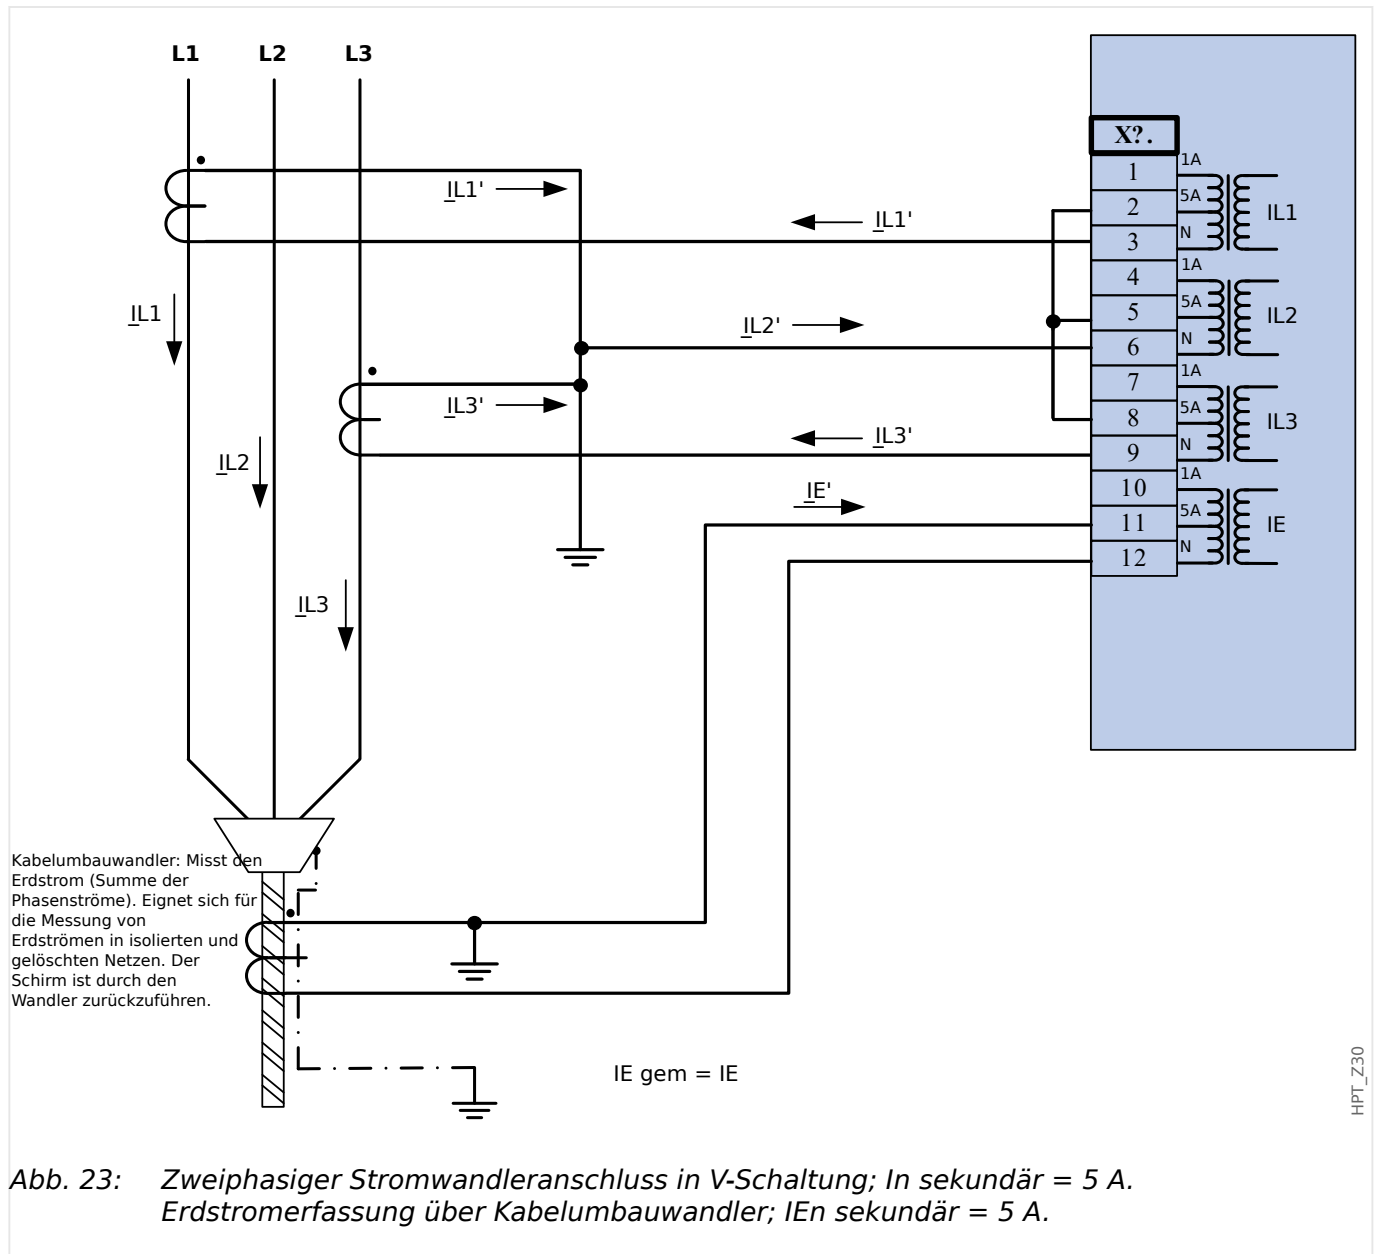 L1 L2 L3
X?.
1 1A
2 5A IL1
3 N
4 1A
5 5A IL2
6 N
7 1A
8 5A IL3
9 N
10 1A
11 5A IE
12 N
IL1'
IL1'
IL1
IL2'
IL3'
IL3'
IL2
IE'
IL3
Kabelumbauwandler: Misst den
Erdstrom (Summe der
Phasenströme). Eignet sich für
die Messung von
Erdströmen in isolierten und
gelöschten Netzen. Der
Schirm ist durch den
Wandler zurückzuführen.
IE gem = IE
HPT_Z30
Abb. 23: Zweiphasiger Stromwandleranschluss in V-Schaltung; In sekundär = 5 A.
Erdstromerfassung über Kabelumbauwandler; IEn sekundär = 5 A.